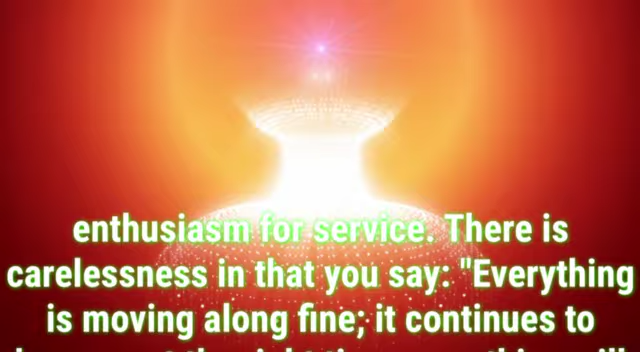 enthusiasm for service. There is
carelessness in that you say: "Everything
is moving along fine; it continues to